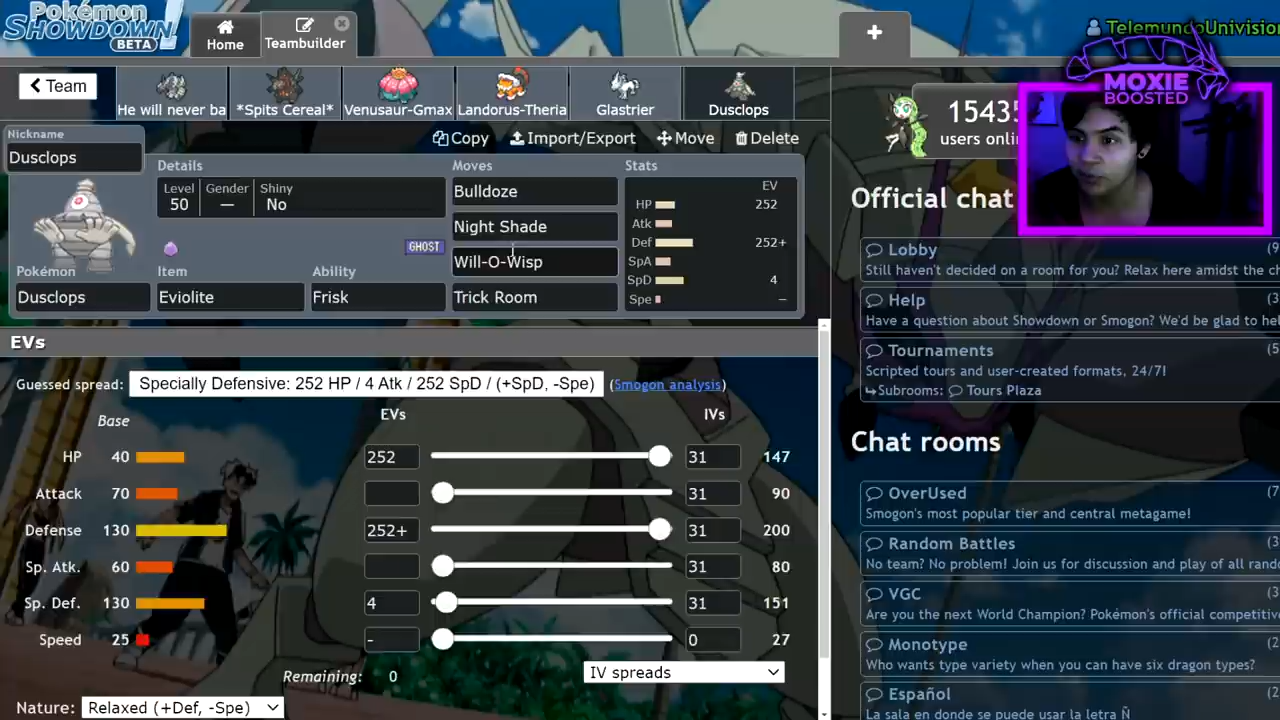 Pokémon
SHOWDOWN!
BETA
Home
Teambuilder
+
TelemundoUnivision
Team
He will never ba
*Spits Cereal*
Venusaur-Gmax
Landorus-Theria
Glastrier
Dusclops
MOXIE
BOOSTED
Nickname
Dusclops
Copy
Import/Export
Move
Delete
Details
Level
50
Gender
—
Shiny
No
GHOST
Pokémon
Dusclops
Item
Eviolite
Ability
Frisk
Moves
Bulldoze
Night Shade
Will-O-Wisp
Trick Room
Stats
EV
HP 252
Atk
Def 252+
SpA
SpD 4
Spe –
15435
users onli
Official chat
Lobby
Still haven't decided on a room for you? Relax here amidst the ch
Help
Have a question about Showdown or Smogon? We'd be glad to hel
Tournaments
Scripted tours and user-created formats, 24/7!
Subrooms: Tours Plaza
Chat rooms
OverUsed (7
Smogon's most popular tier and central metagame!
Random Battles (3
No team? No problem! Join us for discussion and play of all rando
VGC (3
Are you the next World Champion? Pokémon's official competitive
Monotype (2
Who wants type variety when you can have six dragon types?
Español (2
La sala en donde se puede usar la letra Ñ
EVs
Guessed spread: Specially Defensive: 252 HP / 4 Atk / 252 SpD / (+SpD, -Spe) (Smogon analysis)
Base EVs IVs
HP 40 252 31 147
Attack 70 31 90
Defense 130 252+ 31 200
Sp. Atk. 60 31 80
Sp. Def. 130 4 31 151
Speed 25 - 0 27
Remaining: 0
IV spreads
Nature: Relaxed (+Def, -Spe)